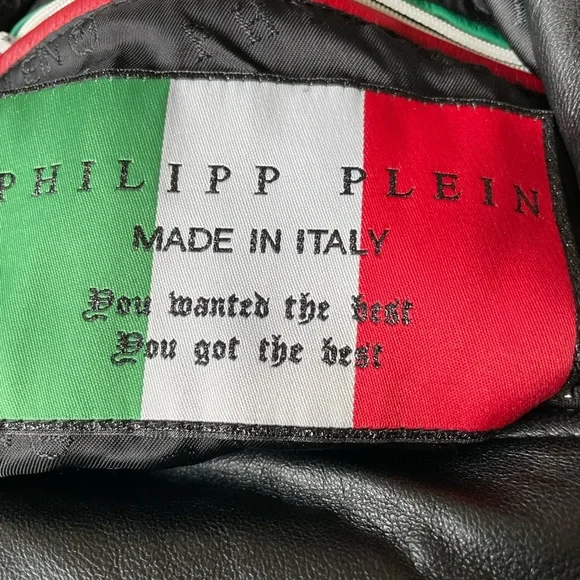 PHILIPP PLEIN
MADE IN ITALY
You wanted the best
You got the best